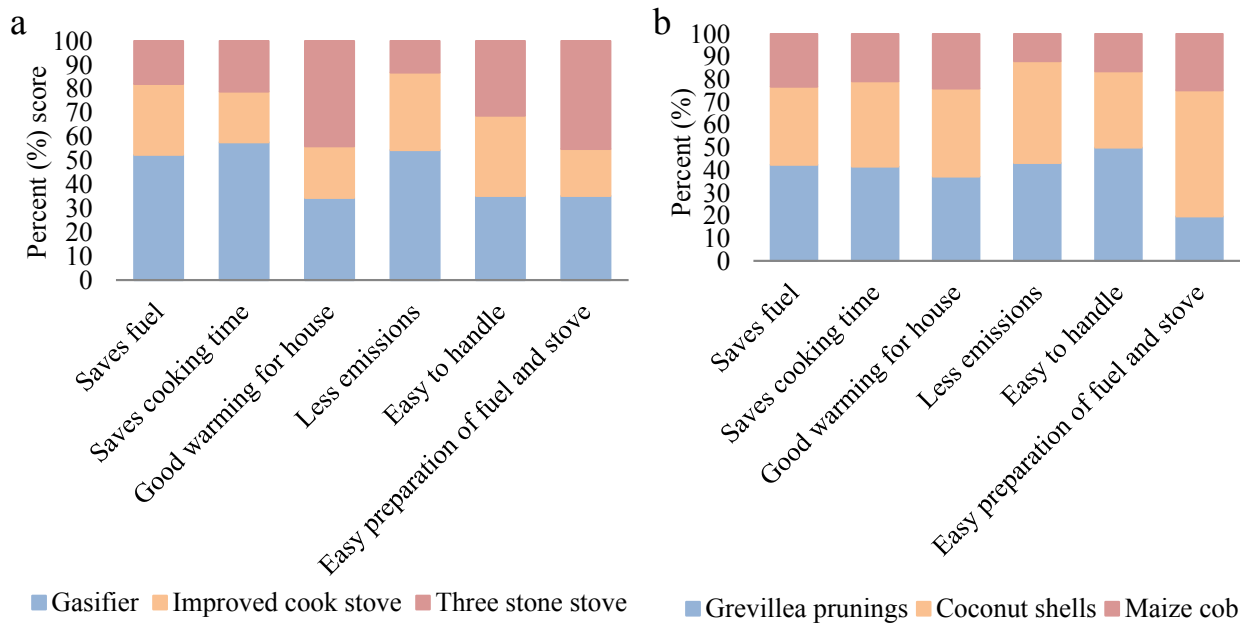 a
Percent (%) score
100
90
80
70
60
50
40
30
20
10
0
Saves fuel
Saves cooking time
Good warming for house
Less emissions
Easy to handle
Easy preparation of fuel and stove
Gasifier Improved cook stove Three stone stove
b
Percent (%)
100
90
80
70
60
50
40
30
20
10
0
Saves fuel
Saves cooking time
Good warming for house
Less emissions
Easy to handle
Easy preparation of fuel and stove
Grevillea prunings Coconut shells Maize cob